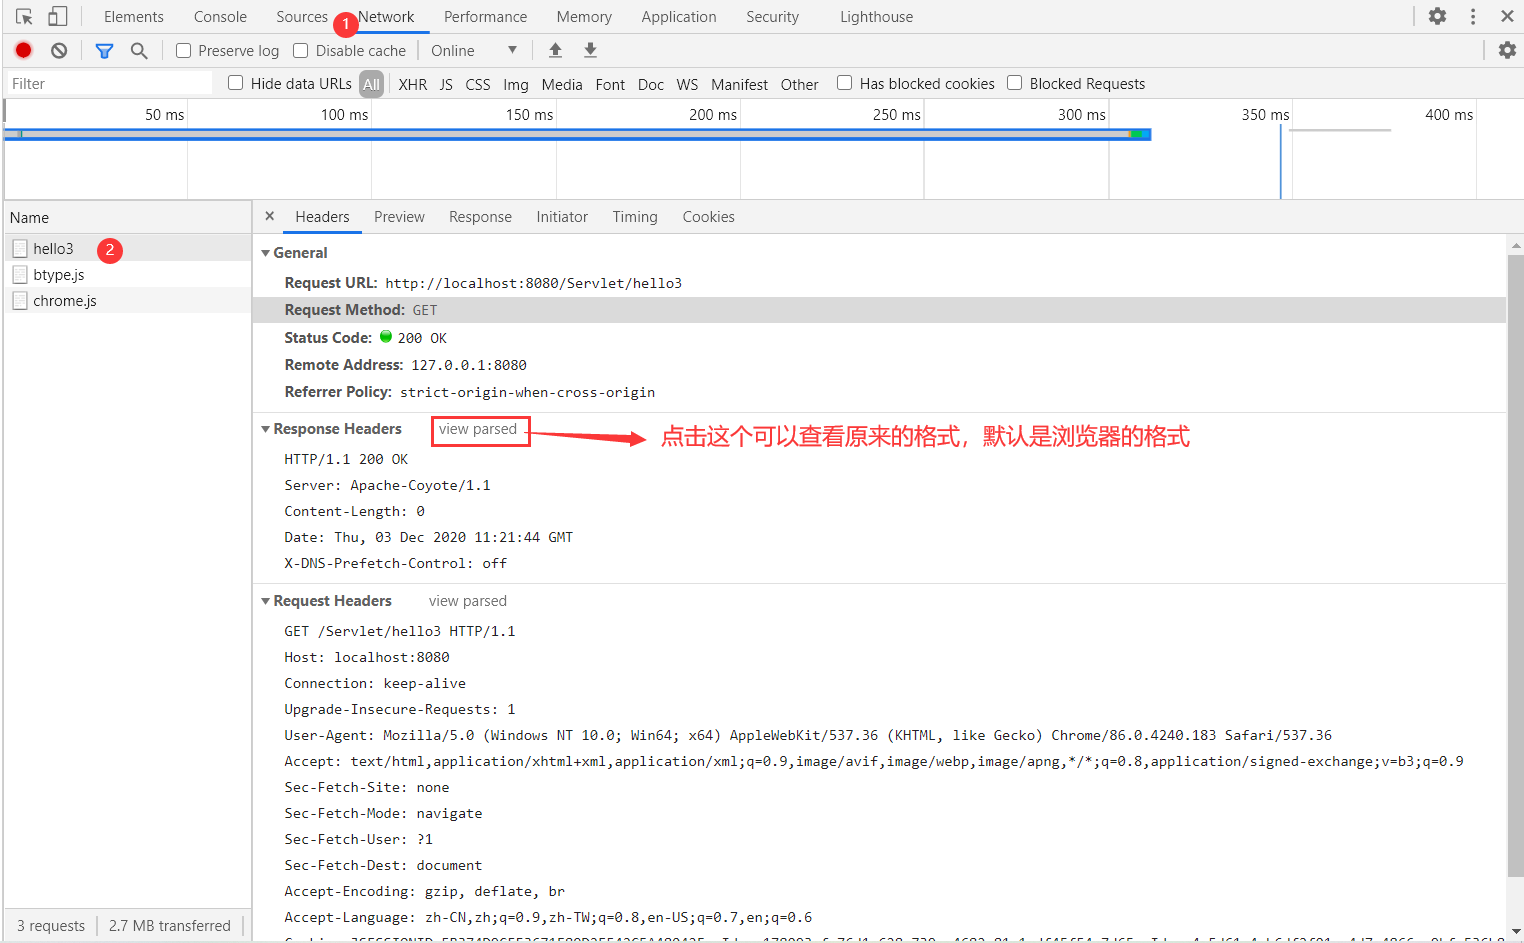 Elements Console Sources 1 Network Performance Memory Application Security Lighthouse
Preserve log Disable cache Online
Filter Hide data URLs All XHR JS CSS Img Media Font Doc WS Manifest Other Has blocked cookies Blocked Requests
50 ms 100 ms 150 ms 200 ms 250 ms 300 ms 350 ms 400 ms
Name
hello3 2
btype.js
chrome.js
3 requests 2.7 MB transferred
× Headers Preview Response Initiator Timing Cookies
General
Request URL: http://localhost:8080/Servlet/hello3
Request Method: GET
Status Code: 200 OK
Remote Address: 127.0.0.1:8080
Referrer Policy: strict-origin-when-cross-origin
Response Headers view parsed 点击这个可以查看原来的格式，默认是浏览器的格式
HTTP/1.1 200 OK
Server: Apache-Coyote/1.1
Content-Length: 0
Date: Thu, 03 Dec 2020 11:21:44 GMT
X-DNS-Prefetch-Control: off
Request Headers view parsed
GET /Servlet/hello3 HTTP/1.1
Host: localhost:8080
Connection: keep-alive
Upgrade-Insecure-Requests: 1
User-Agent: Mozilla/5.0 (Windows NT 10.0; Win64; x64) AppleWebKit/537.36 (KHTML, like Gecko) Chrome/86.0.4240.183 Safari/537.36
Accept: text/html,application/xhtml+xml,application/xml;q=0.9,image/avif,image/webp,image/apng,*/*;q=0.8,application/signed-exchange;v=b3;q=0.9
Sec-Fetch-Site: none
Sec-Fetch-Mode: navigate
Sec-Fetch-User: ?1
Sec-Fetch-Dest: document
Accept-Encoding: gzip, deflate, br
Accept-Language: zh-CN,zh;q=0.9,zh-TW;q=0.8,en-US;q=0.7,en;q=0.6